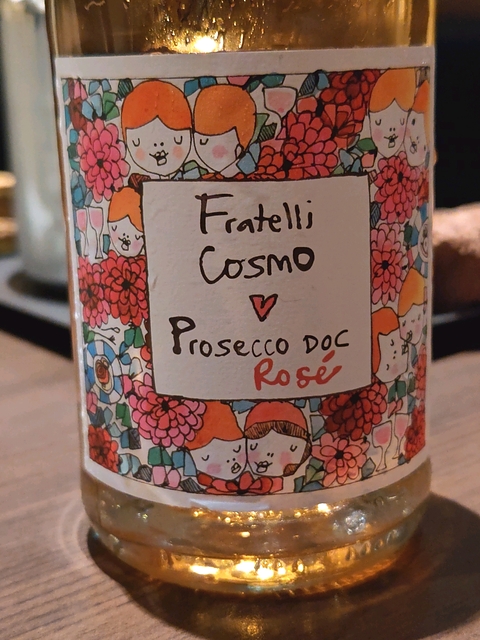 Fratelli
Cosmo
Prosecco DOC
Rosé